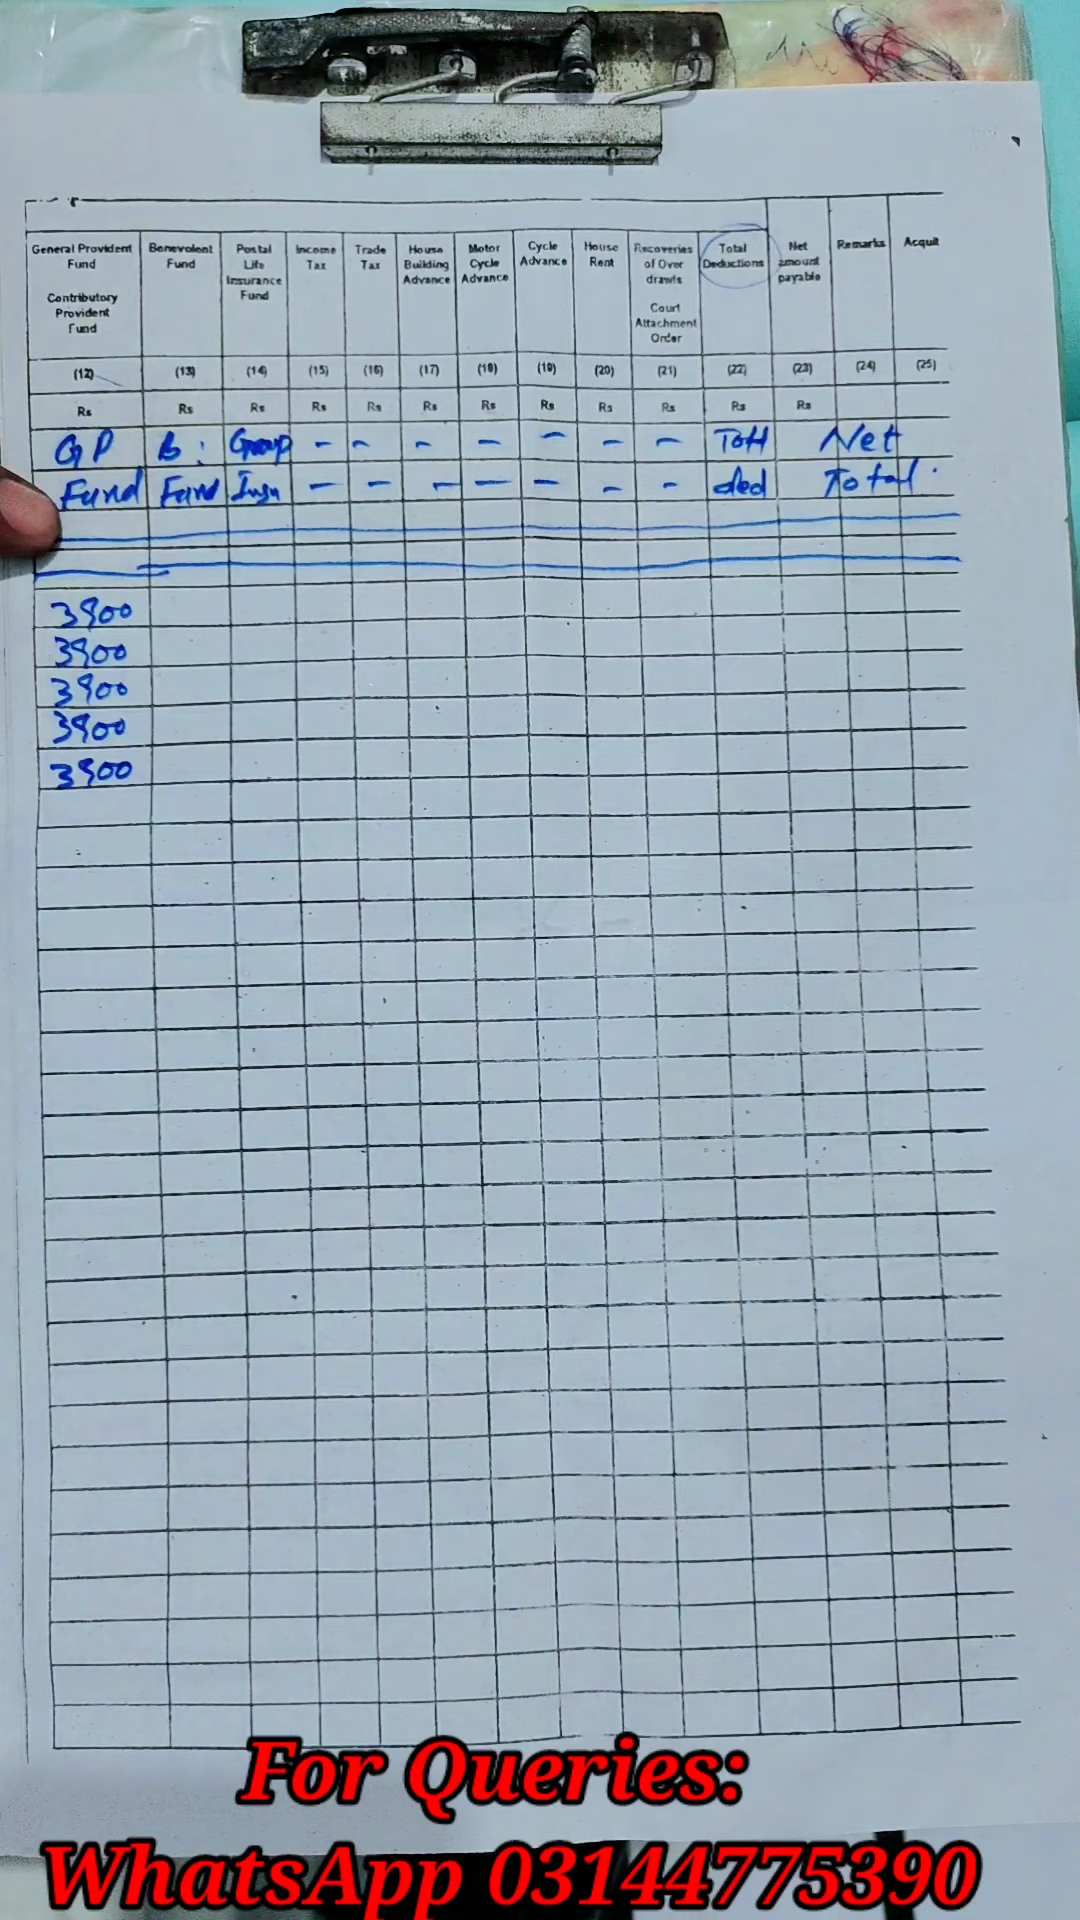 General Provident Fund Contributory Provident Fund
Benevolent Fund
Postal Life Insurance Fund
Income Tax
Trade Tax
House Building Advance
Motor Cycle Advance
Cycle Advance
House Rent
Recoveries of Over drawls Court Attachment Order
Total Deductions
Net amount payable
Remarks
Acquit
(12) (13) (14) (15) (16) (17) (18) (19) (20) (21) (22) (23) (24) (25)
Rs Rs Rs Rs Rs Rs Rs Rs Rs Rs Rs Rs
GP B: Group - - - - - - - Net
Fund Fund Insu - - - - - - - ded Total
3900
3900
3900
3900
3900
For Queries:
WhatsApp 03144775390